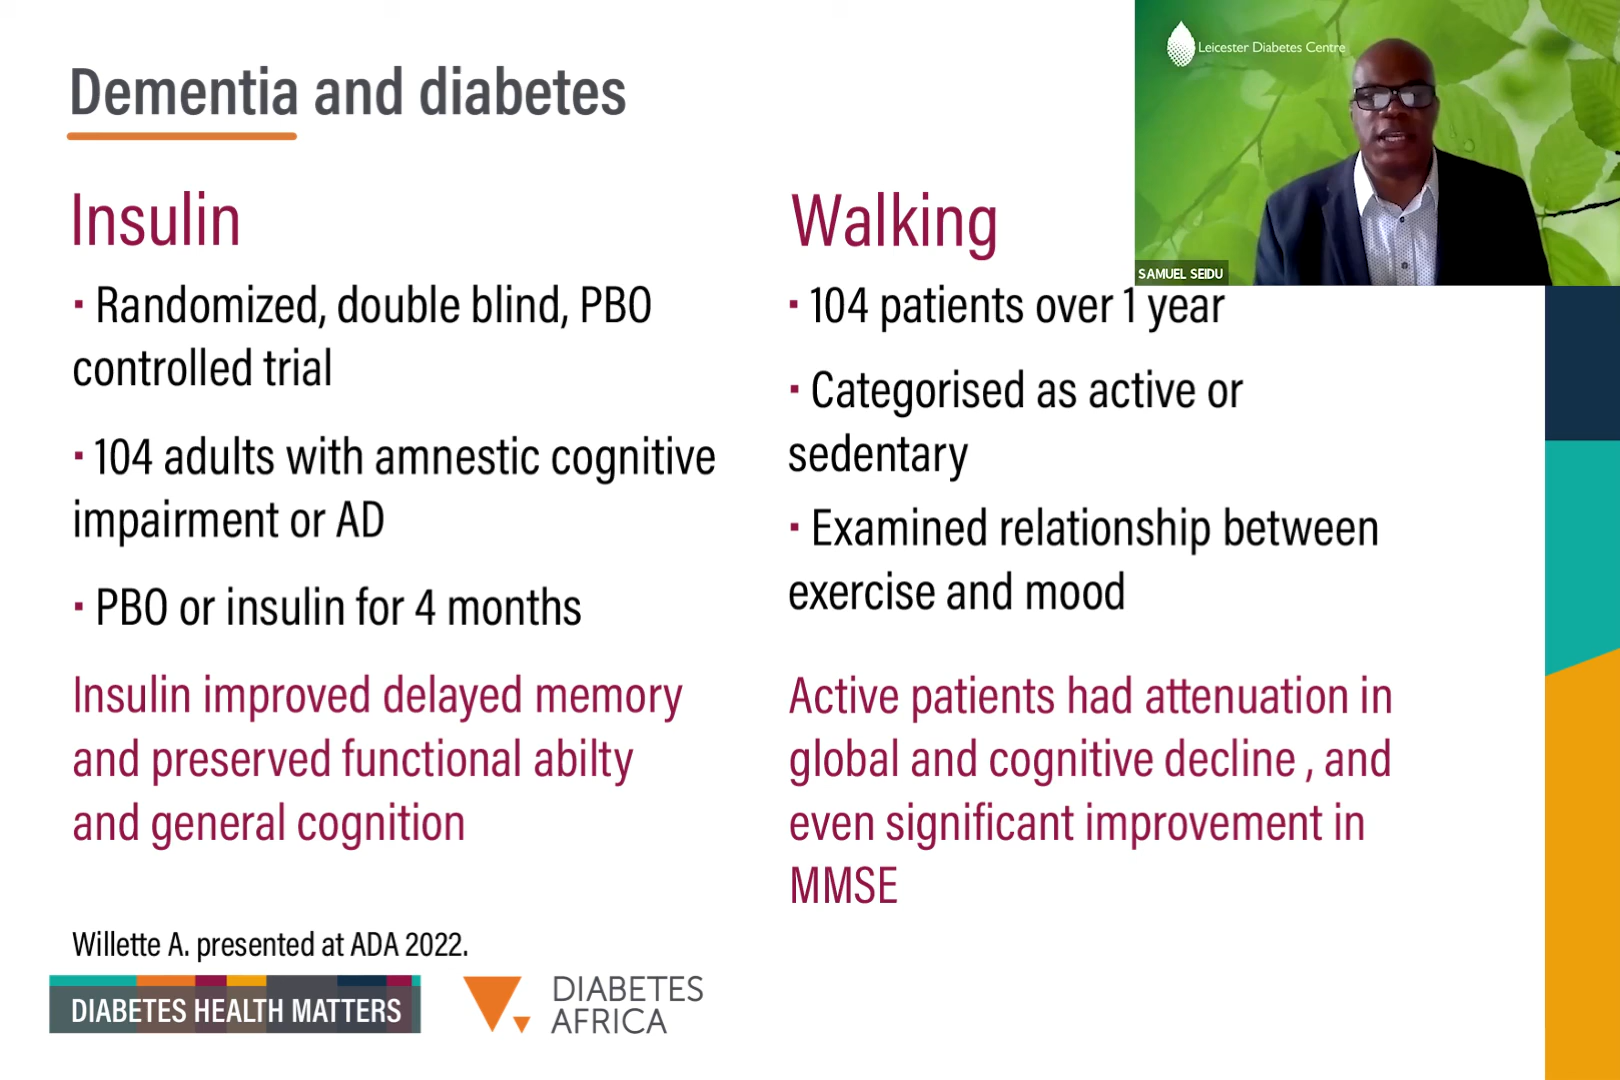 Dementia and diabetes
Leicester Diabetes Centre
SAMUEL SEIDU
Insulin
▪ Randomized, double blind, PBO
controlled trial
▪ 104 adults with amnestic cognitive
impairment or AD
▪ PBO or insulin for 4 months
Insulin improved delayed memory
and preserved functional abilty
and general cognition
Walking
▪ 104 patients over 1 year
▪ Categorised as active or
sedentary
▪ Examined relationship between
exercise and mood
Active patients had attenuation in
global and cognitive decline , and
even significant improvement in
MMSE
Willette A. presented at ADA 2022.
DIABETES HEALTH MATTERS
DIABETES
AFRICA